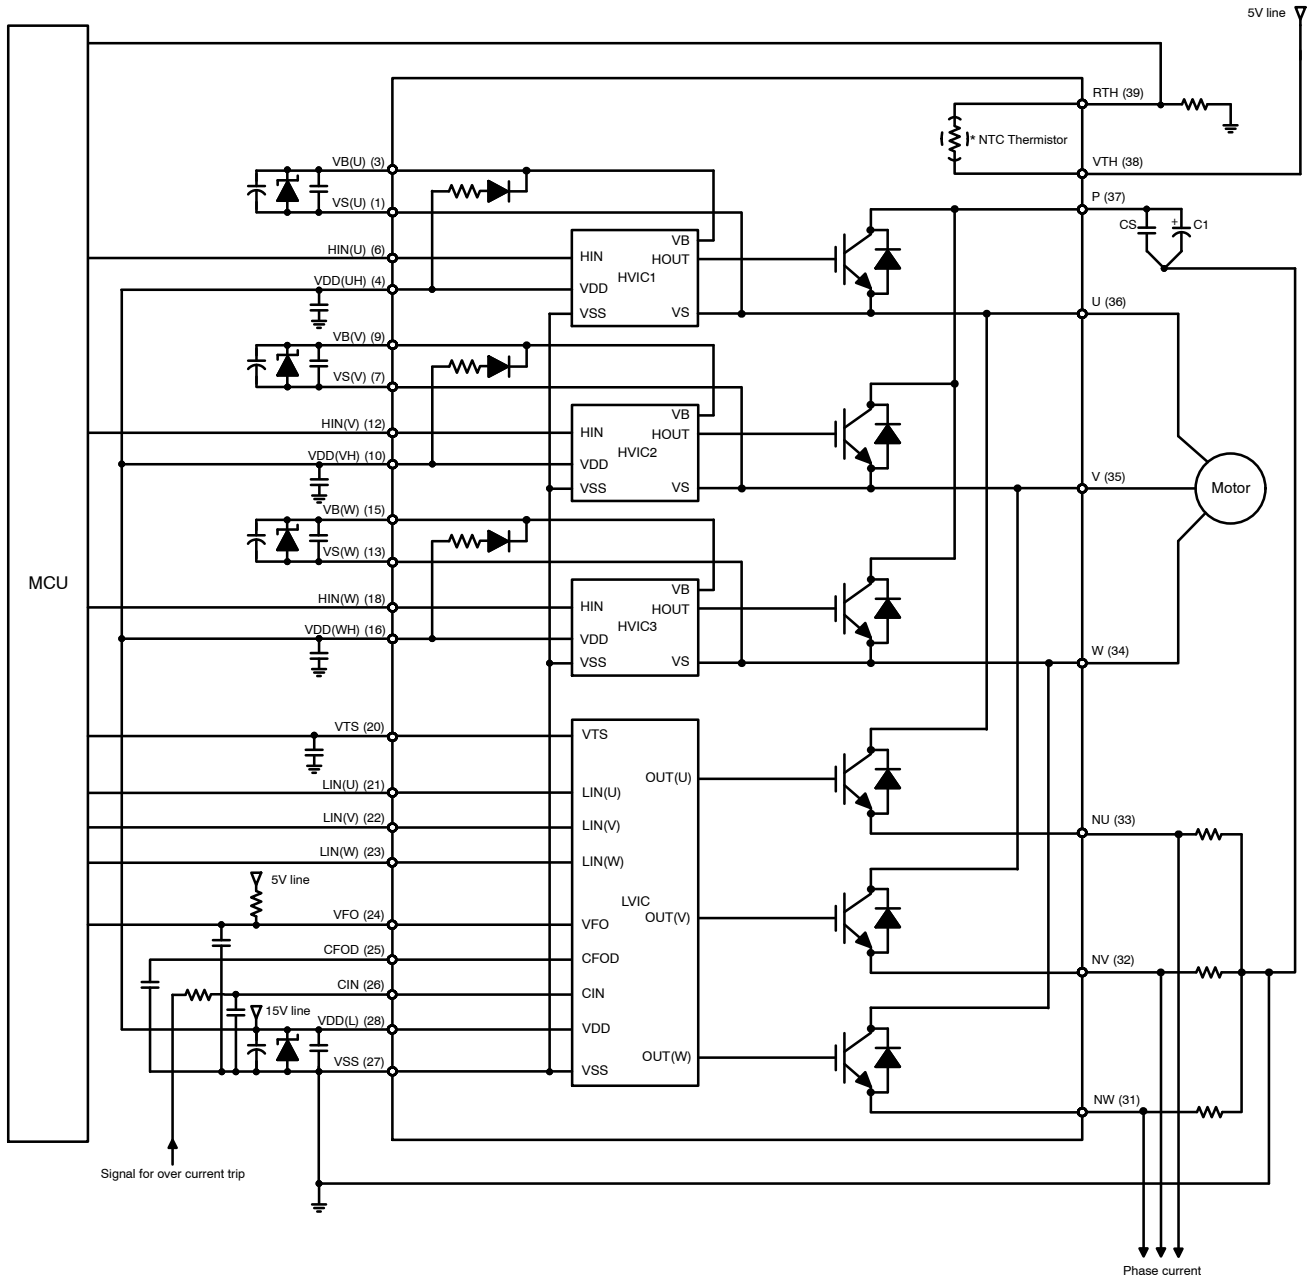 5V line
RTH (39)
* NTC Thermistor
VTH (38)
VB(U) (3)
VS(U) (1)
P (37)
CS
+
C1
HIN(U) (6)
VB
HIN
HOUT
HVIC1
VDD(UH) (4)
VDD
VSS
VS
U (36)
VB(V) (9)
VS(V) (7)
VB
HIN(V) (12)
HIN
HOUT
HVIC2
VDD(VH) (10)
VDD
VSS
VS
V (35)
Motor
VB(W) (15)
VS(W) (13)
MCU
VB
HIN(W) (18)
HIN
HOUT
HVIC3
VDD(WH) (16)
VDD
VSS
VS
W (34)
VTS (20)
VTS
OUT(U)
LIN(U) (21)
LIN(U)
LIN(V) (22)
LIN(V)
NU (33)
LIN(W) (23)
LIN(W)
5V line
LVIC
VFO (24)
VFO
OUT(V)
CFOD (25)
CFOD
NV (32)
CIN (26)
CIN
15V line
VDD(L) (28)
VDD
VSS (27)
VSS
OUT(W)
NW (31)
Signal for over current trip
Phase current